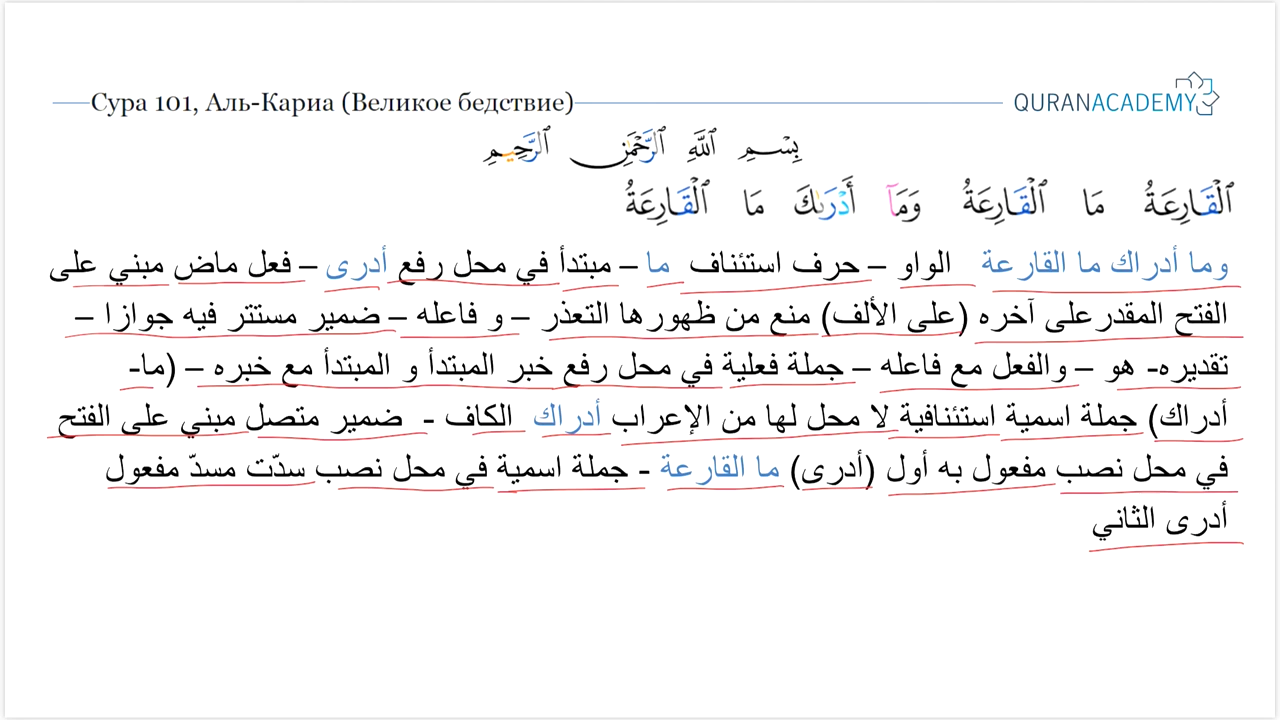 Сура 101, Аль-Кариа (Великое бедствие)
QURANACADEMY
بِسْمِ ٱللَّهِ ٱلرَّحْمَٰنِ ٱلرَّحِيمِ
ٱلْقَارِعَةُ مَا ٱلْقَارِعَةُ وَمَآ أَدْرَىٰكَ مَا ٱلْقَارِعَةُ
وما أدراك ما القارعة الواو – حرف استئناف ما – مبتدأ في محل رفع أدرى – فعل ماض مبني على
الفتح المقدرعلى آخره (على الألف) منع من ظهورها التعذر – و فاعله – ضمير مستتر فيه جوازا –
تقديره- هو – والفعل مع فاعله – جملة فعلية في محل رفع خبر المبتدأ و المبتدأ مع خبره – (ما-
أدراك) جملة اسمية استئنافية لا محل لها من الإعراب أدراك الكاف - ضمير متصل مبني على الفتح
في محل نصب مفعول به أول (أدرى) ما القارعة - جملة اسمية في محل نصب سدّت مسدّ مفعول
أدرى الثاني